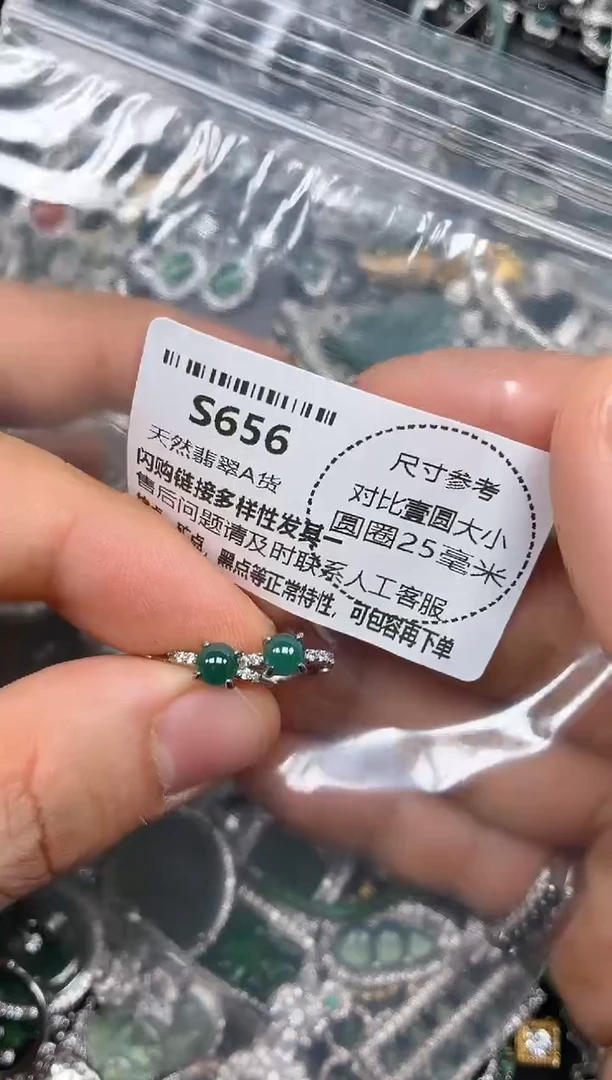 S656
天然翡翠A货
闪购链接多样性发其一
售后问题请及时联系人工客服
黑点等正常特性，可包容再下单
尺寸参考
对比壹圆大小
圆圈25毫米